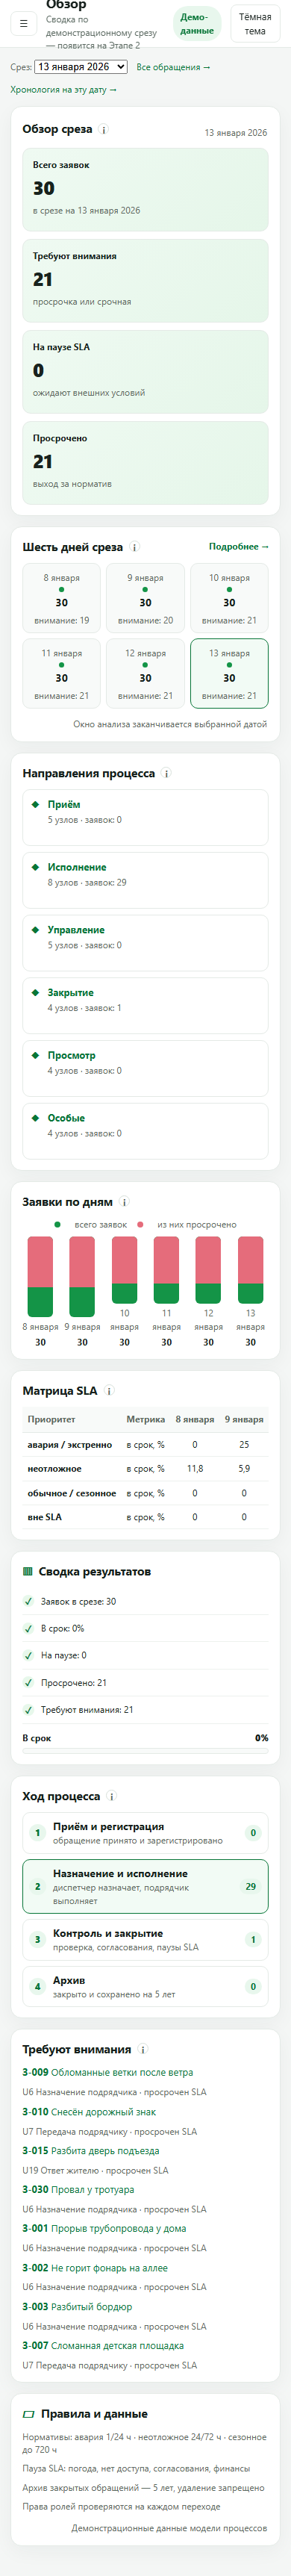 ☰
Обзор
Сводка по
демонстрационному срезу
— появится на Этапе 2
Демо-
данные
Тёмная
тема
Срез: 13 января 2026
Все обращения →
Хронология на эту дату →
Обзор среза i
13 января 2026
Всего заявок
30
в срезе на 13 января 2026
Требуют внимания
21
просрочка или срочная
На паузе SLA
0
ожидают внешних условий
Просрочено
21
выход за норматив
Шесть дней среза i
Подробнее →
8 января 9 января 10 января
30 30 30
внимание: 19 внимание: 20 внимание: 21
11 января 12 января 13 января
30 30 30
внимание: 21 внимание: 21 внимание: 21
Окно анализа заканчивается выбранной датой
Направления процесса i
Приём
5 узлов · заявок: 0
Исполнение
8 узлов · заявок: 29
Управление
5 узлов · заявок: 0
Закрытие
4 узлов · заявок: 1
Просмотр
4 узлов · заявок: 0
Особые
4 узлов · заявок: 0
Заявки по дням i
всего заявок из них просрочено
8 января 9 января 10 января 11 января 12 января 13 января
30 30 30 30 30 30
Матрица SLA i
Приоритет Метрика 8 января 9 января
авария / экстренно в срок, % 0 25
неотложное в срок, % 11,8 5,9
обычное / сезонное в срок, % 0 0
вне SLA в срок, % 0 0
Сводка результатов
✓ Заявок в срезе: 30
✓ В срок: 0%
✓ На паузе: 0
✓ Просрочено: 21
✓ Требуют внимания: 21
В срок 0%
Ход процесса i
1 Приём и регистрация 0
обращение принято и зарегистрировано
2 Назначение и исполнение 29
диспетчер назначает, подрядчик
выполняет
3 Контроль и закрытие 1
проверка, согласования, паузы SLA
4 Архив 0
закрыто и сохранено на 5 лет
Требуют внимания i
З-009 Обломанные ветки после ветра
U6 Назначение подрядчика · просрочен SLA
З-010 Снесён дорожный знак
U7 Передача подрядчику · просрочен SLA
З-015 Разбита дверь подъезда
U19 Ответ жителю · просрочен SLA
З-030 Провал у тротуара
U6 Назначение подрядчика · просрочен SLA
З-001 Прорыв трубопровода у дома
U6 Назначение подрядчика · просрочен SLA
З-002 Не горит фонарь на аллее
U6 Назначение подрядчика · просрочен SLA
З-003 Разбитый бордюр
U6 Назначение подрядчика · просрочен SLA
З-007 Сломанная детская площадка
U7 Передача подрядчику · просрочен SLA
Правила и данные
Нормативы: авария 1/24 ч · неотложное 24/72 ч · сезонное
до 720 ч
Пауза SLA: погода, нет доступа, согласования, финансы
Архив закрытых обращений — 5 лет, удаление запрещено
Права ролей проверяются на каждом переходе
Демонстрационные данные модели процессов